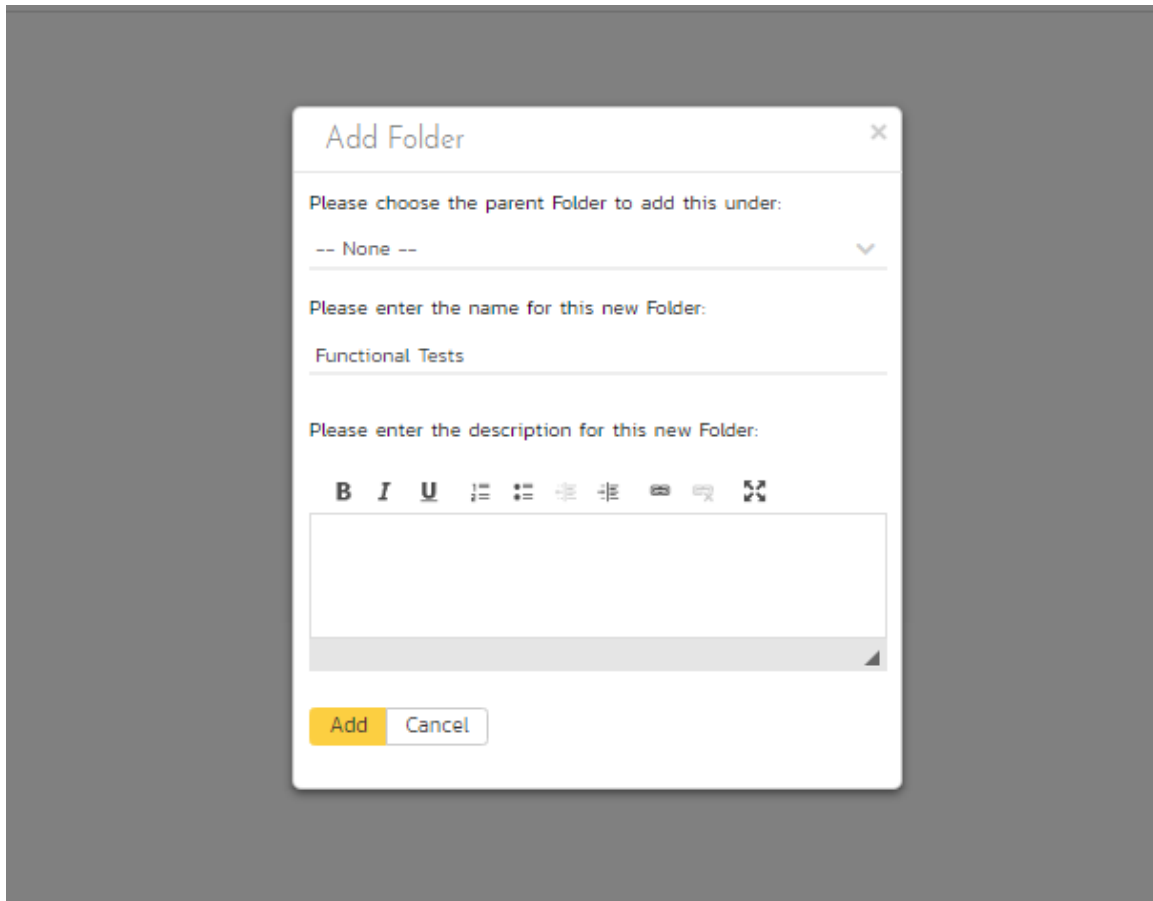 Add Folder
Please choose the parent Folder to add this under:
-- None --
Please enter the name for this new Folder:
Functional Tests
Please enter the description for this new Folder:
B I U
Add Cancel